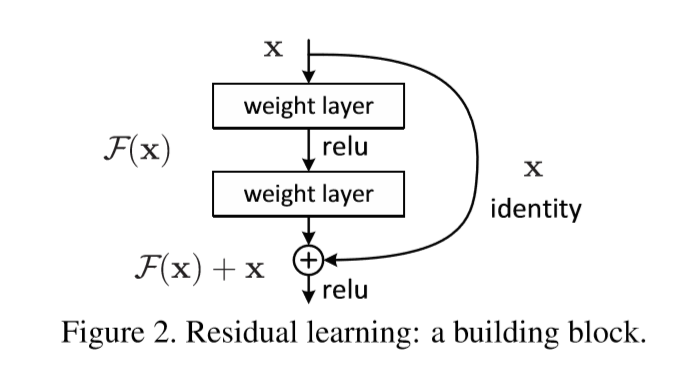 x
weight layer
F(x)
relu
x
weight layer
identity
F(x) + x
+
relu
Figure 2. Residual learning: a building block.